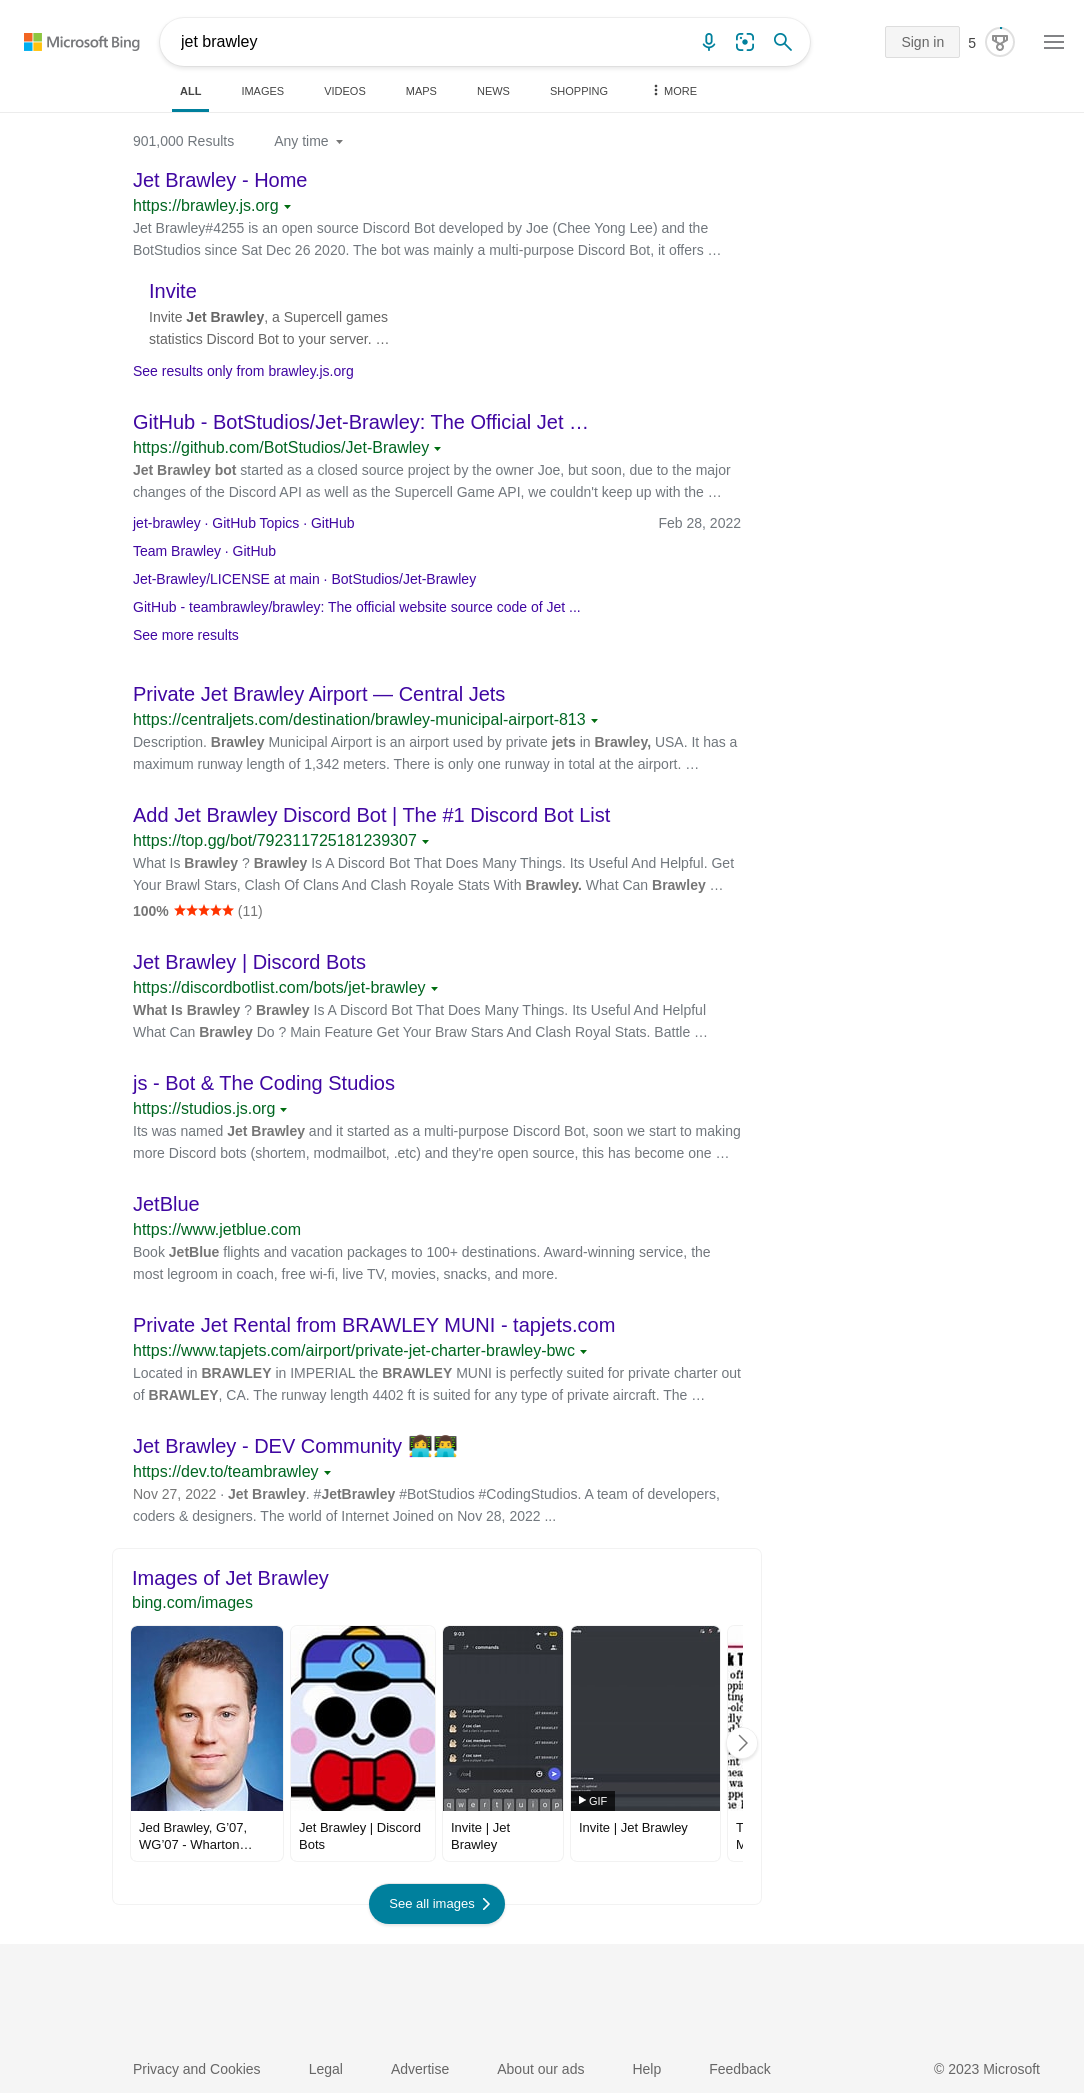 Microsoft Bing
jet brawley
Sign in
5
ALL
IMAGES
VIDEOS
MAPS
NEWS
SHOPPING
MORE
901,000 Results
Any time
Jet Brawley - Home
https://brawley.js.org
Jet Brawley#4255 is an open source Discord Bot developed by Joe (Chee Yong Lee) and the
BotStudios since Sat Dec 26 2020. The bot was mainly a multi-purpose Discord Bot, it offers …
Invite
Invite Jet Brawley, a Supercell games
statistics Discord Bot to your server. …
See results only from brawley.js.org
GitHub - BotStudios/Jet-Brawley: The Official Jet …
https://github.com/BotStudios/Jet-Brawley
Jet Brawley bot started as a closed source project by the owner Joe, but soon, due to the major
changes of the Discord API as well as the Supercell Game API, we couldn't keep up with the …
jet-brawley · GitHub Topics · GitHub
Feb 28, 2022
Team Brawley · GitHub
Jet-Brawley/LICENSE at main · BotStudios/Jet-Brawley
GitHub - teambrawley/brawley: The official website source code of Jet ...
See more results
Private Jet Brawley Airport — Central Jets
https://centraljets.com/destination/brawley-municipal-airport-813
Description. Brawley Municipal Airport is an airport used by private jets in Brawley, USA. It has a
maximum runway length of 1,342 meters. There is only one runway in total at the airport. …
Add Jet Brawley Discord Bot | The #1 Discord Bot List
https://top.gg/bot/792311725181239307
What Is Brawley ? Brawley Is A Discord Bot That Does Many Things. Its Useful And Helpful. Get
Your Brawl Stars, Clash Of Clans And Clash Royale Stats With Brawley. What Can Brawley …
100% ★★★★★ (11)
Jet Brawley | Discord Bots
https://discordbotlist.com/bots/jet-brawley
What Is Brawley ? Brawley Is A Discord Bot That Does Many Things. Its Useful And Helpful
What Can Brawley Do ? Main Feature Get Your Braw Stars And Clash Royal Stats. Battle …
js - Bot & The Coding Studios
https://studios.js.org
Its was named Jet Brawley and it started as a multi-purpose Discord Bot, soon we start to making
more Discord bots (shortem, modmailbot, .etc) and they're open source, this has become one …
JetBlue
https://www.jetblue.com
Book JetBlue flights and vacation packages to 100+ destinations. Award-winning service, the
most legroom in coach, free wi-fi, live TV, movies, snacks, and more.
Private Jet Rental from BRAWLEY MUNI - tapjets.com
https://www.tapjets.com/airport/private-jet-charter-brawley-bwc
Located in BRAWLEY in IMPERIAL the BRAWLEY MUNI is perfectly suited for private charter out
of BRAWLEY, CA. The runway length 4402 ft is suited for any type of private aircraft. The …
Jet Brawley - DEV Community 👩‍💻👨‍💻
https://dev.to/teambrawley
Nov 27, 2022 · Jet Brawley. #JetBrawley #BotStudios #CodingStudios. A team of developers,
coders & designers. The world of Internet Joined on Nov 28, 2022 ...
Images of Jet Brawley
bing.com/images
9:03
commands
/ coc profile
JET BRAWLEY
/ coc clan
JET BRAWLEY
/ coc members
JET BRAWLEY
/ coc save
JET BRAWLEY
/coc
"coc" coconut cockroach
q w e r t y u i o p
GIF
Jed Brawley, G'07,
WG'07 - Wharton…
Jet Brawley | Discord
Bots
Invite | Jet
Brawley
Invite | Jet Brawley
See all images
Privacy and Cookies
Legal
Advertise
About our ads
Help
Feedback
© 2023 Microsoft